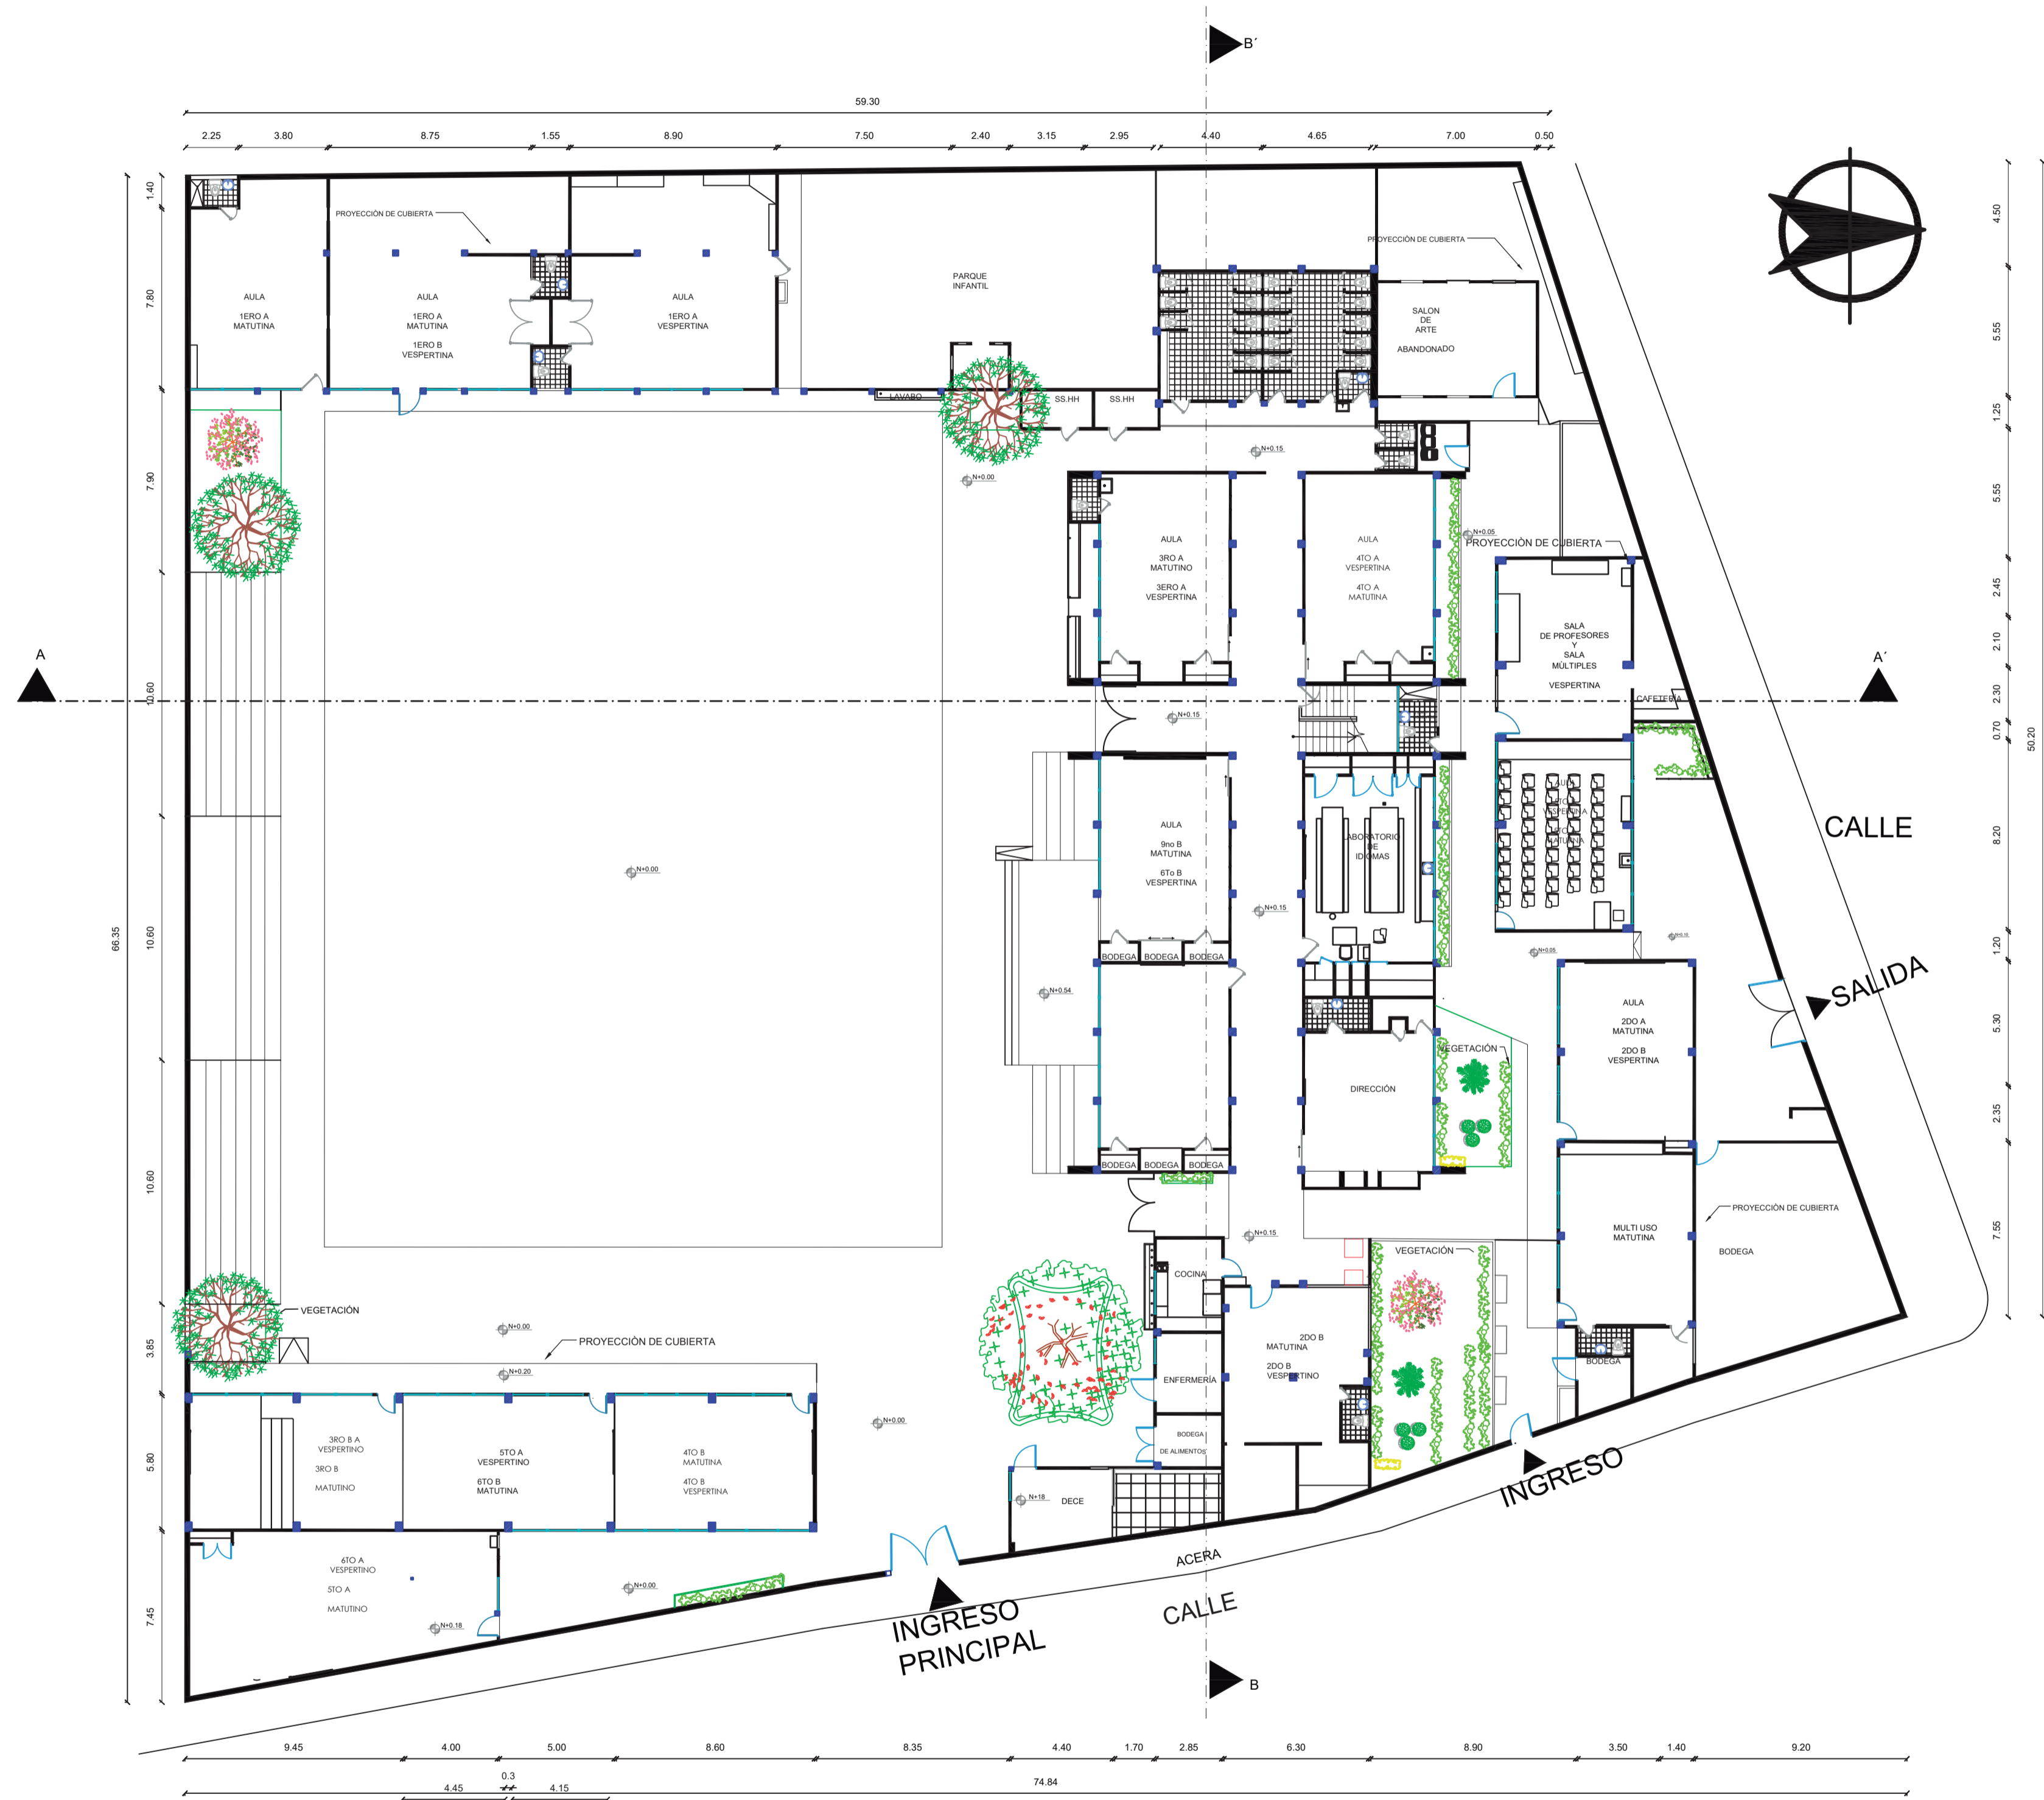 B´
59.30
2.25 3.80 8.75 1.55 8.90 7.50 2.40 3.15 2.95 4.40 4.65 7.00 0.50
1.40
7.80
7.90
10.60
10.60
10.60
3.85
5.80
7.45
66.35
4.50
5.55
1.25
5.55
2.45
2.10
2.30
0.70
8.20
1.20
5.30
2.35
7.55
50.20
PROYECCIÓN DE CUBIERTA
AULA
1ERO A
MATUTINA
AULA
1ERO A
MATUTINA
1ERO B
VESPERTINA
AULA
1ERO A
VESPERTINA
PARQUE
INFANTIL
PROYECCIÓN DE CUBIERTA
SALON
DE
ARTE
ABANDONADO
LAVABO
SS.HH
SS.HH
N+0.15
N+0.00
AULA
3RO A
MATUTINO
3ERO A
VESPERTINA
AULA
4TO A
VESPERTINA
4TO A
MATUTINA
N+0.05
PROYECCIÓN DE CUBIERTA
SALA
DE PROFESORES
Y
SALA
MÚLTIPLES
VESPERTINA
CAFETERÍA
A
A´
N+0.15
AULA
9no B
MATUTINA
6To B
VESPERTINA
LABORATORIO
DE
IDIOMAS
AULA
VESPERTINA
MATUTINA
CALLE
N+0.00
N+0.15
BODEGA BODEGA BODEGA
N+0.54
N+0.05
N+0.10
SALIDA
AULA
2DO A
MATUTINA
2DO B
VESPERTINA
VEGETACIÓN
DIRECCIÓN
BODEGA BODEGA BODEGA
N+0.15
VEGETACIÓN
MULTI USO
MATUTINA
PROYECCIÓN DE CUBIERTA
BODEGA
COCINA
VEGETACIÓN
N+0.00
PROYECCIÓN DE CUBIERTA
N+0.20
2DO B
MATUTINA
2DO B
VESPERTINO
BODEGA
ENFERMERÍA
N+0.00
BODEGA
DE ALIMENTOS
3RO B A
VESPERTINO
3RO B
MATUTINO
5TO A
VESPERTINO
6TO B
MATUTINA
4TO B
MATUTINA
4TO B
VESPERTINA
N+18
DECE
INGRESO
6TO A
VESPERTINO
5TO A
MATUTINO
N+0.18
N+0.00
ACERA
CALLE
INGRESO
PRINCIPAL
B
9.45 4.00 5.00 8.60 8.35 4.40 1.70 2.85 6.30 8.90 3.50 1.40 9.20
0.3
4.45 4.15
74.84